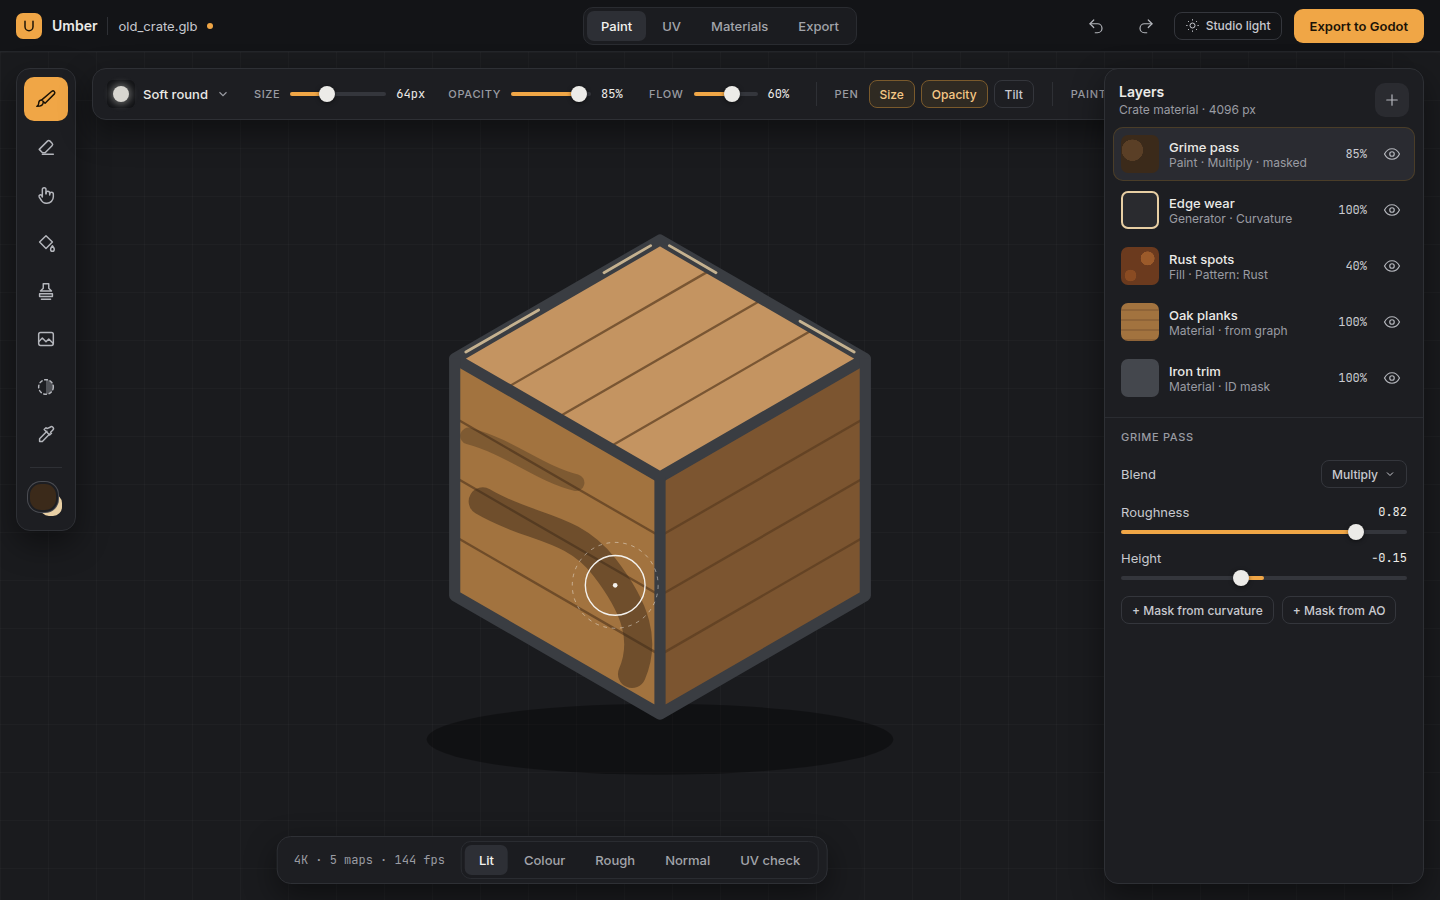 Umber
old_crate.glb
Paint
UV
Materials
Export
Studio light
Export to Godot
Soft round
SIZE
64px
OPACITY
85%
FLOW
60%
PEN
Size
Opacity
Tilt
PAINT
Layers
Crate material · 4096 px
Grime pass
Paint · Multiply · masked
85%
Edge wear
Generator · Curvature
100%
Rust spots
Fill · Pattern: Rust
40%
Oak planks
Material · from graph
100%
Iron trim
Material · ID mask
100%
GRIME PASS
Blend
Multiply
Roughness
0.82
Height
-0.15
+ Mask from curvature
+ Mask from AO
4K · 5 maps · 144 fps
Lit
Colour
Rough
Normal
UV check